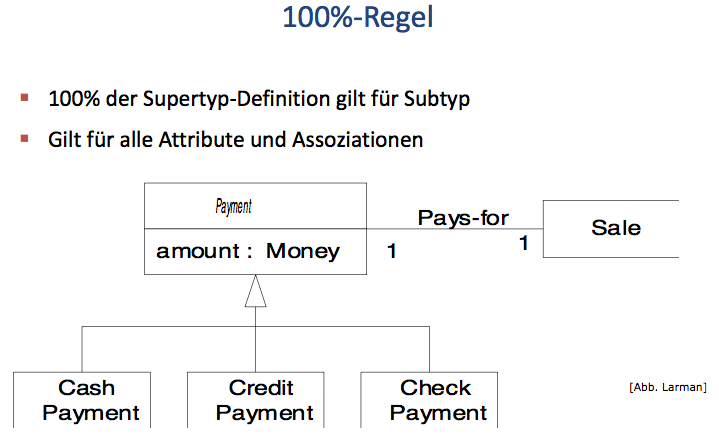 100%-Regel
100% der Supertyp-Definition gilt für Subtyp
Gilt für alle Attribute und Assoziationen
Payment
amount : Money
Pays-for
1
1
Sale
Cash
Payment
Credit
Payment
Check
Payment
[Abb. Larman]